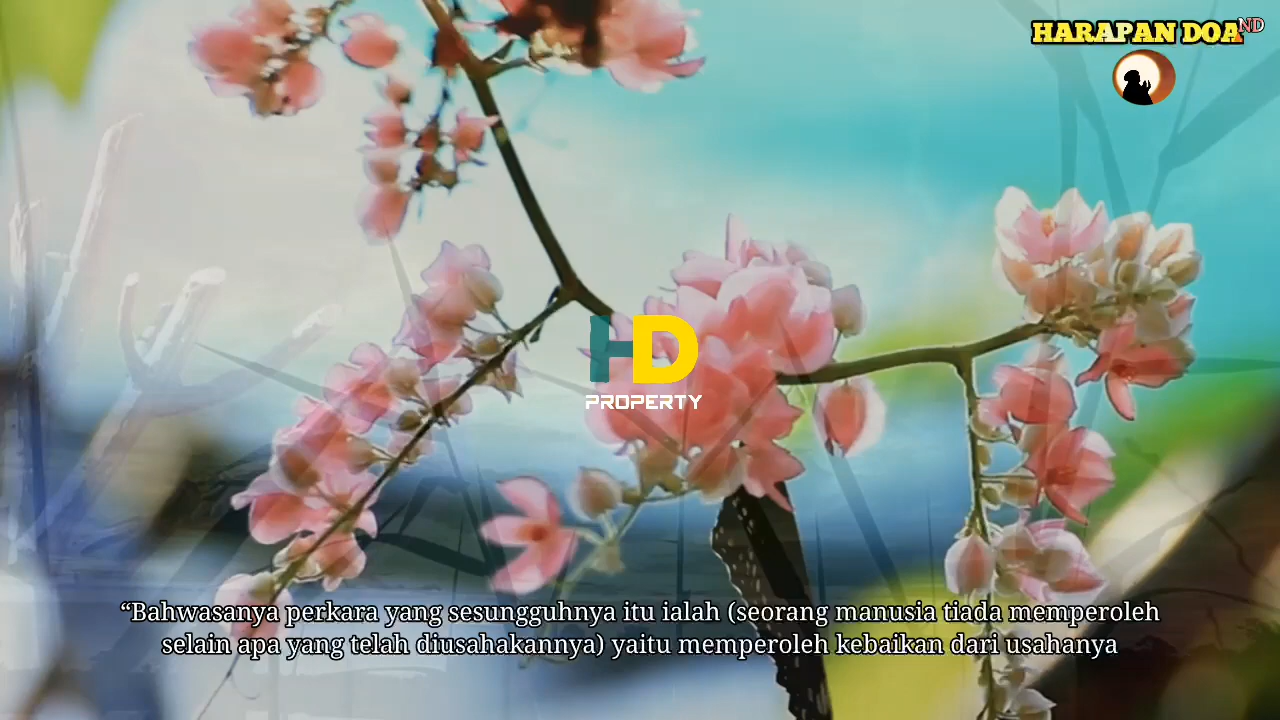 HARAPAN DOA ND
HD
PROPERTY
“Bahwasanya perkara yang sesungguhnya itu ialah (seorang manusia tiada memperoleh
selain apa yang telah diusahakannya) yaitu memperoleh kebaikan dari usahanya